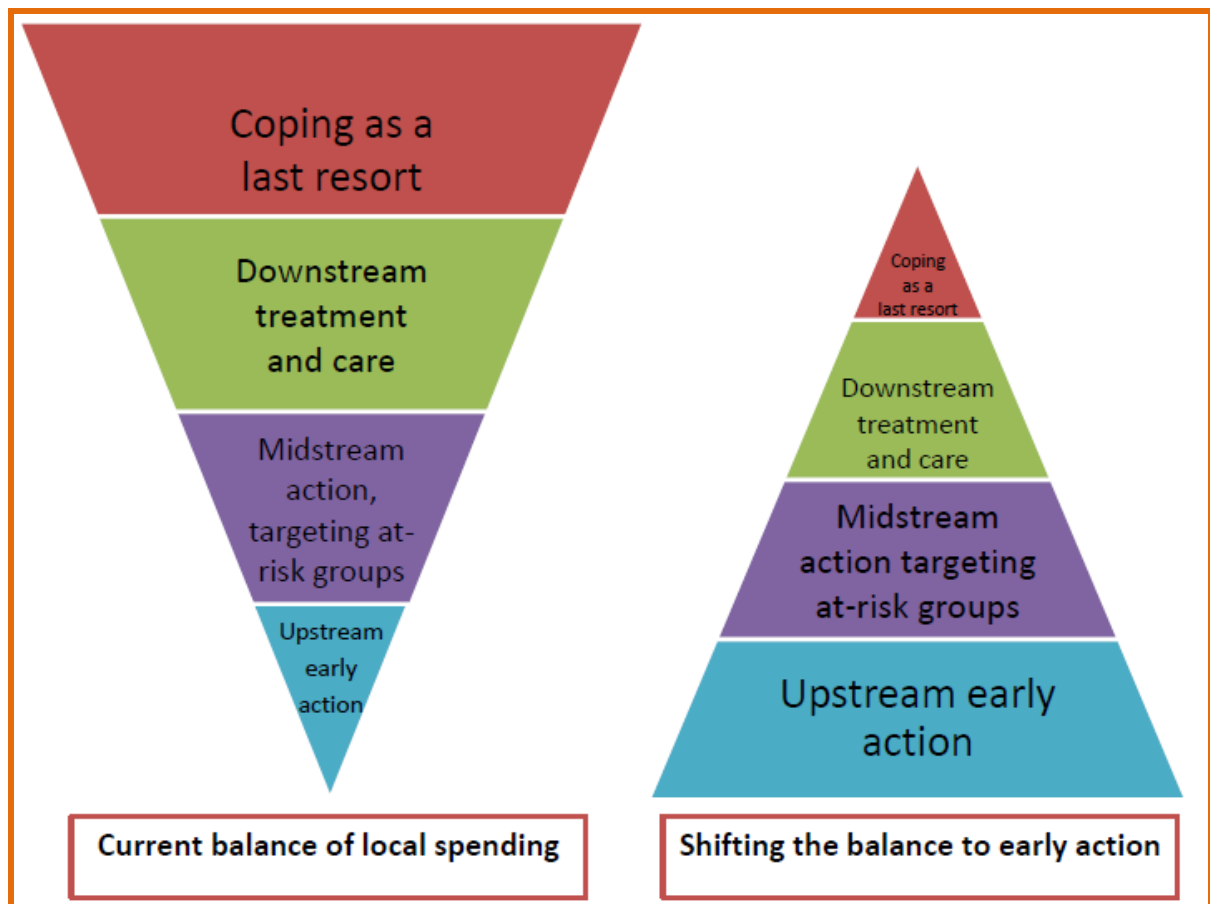 Coping as a
last resort
Downstream
treatment
and care
Midstream
action,
targeting at-
risk groups
Upstream
early
action
Current balance of local spending
Coping
as a
last resort
Downstream
treatment
and care
Midstream
action targeting
at-risk groups
Upstream early
action
Shifting the balance to early action